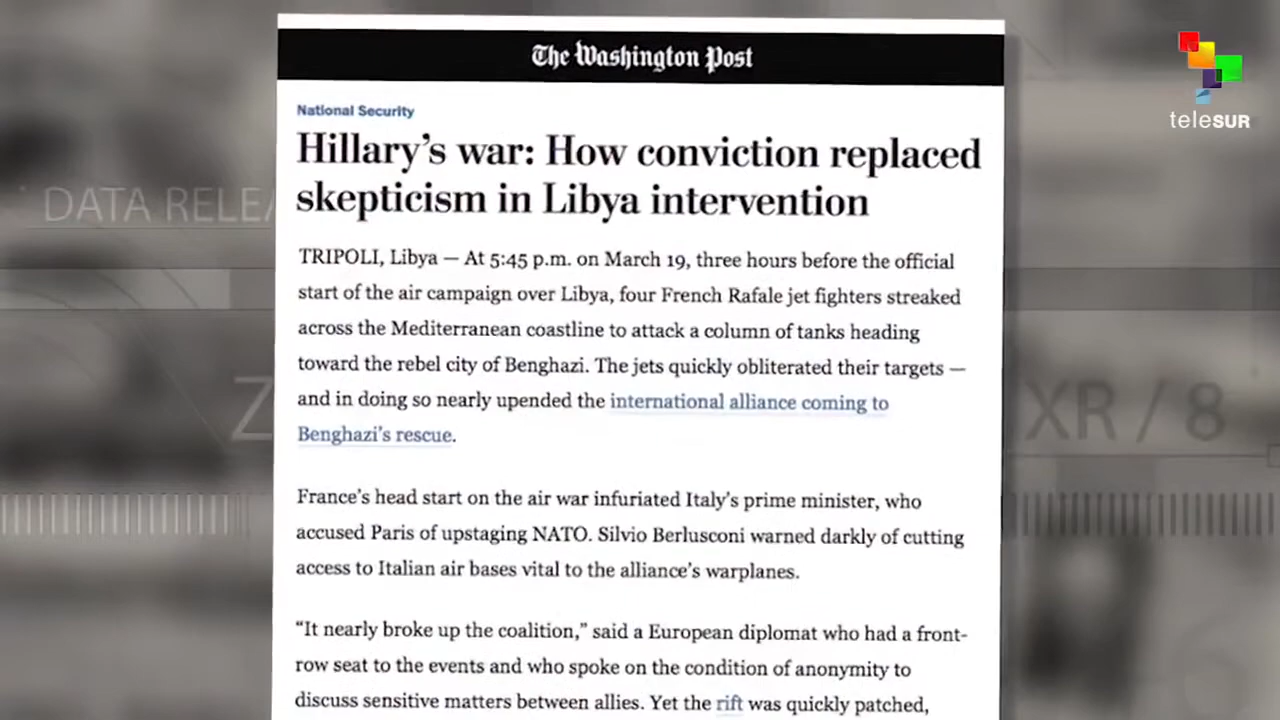 The Washington Post
teleSUR
National Security
Hillary's war: How conviction replaced
skepticism in Libya intervention
DATA RELEA
TRIPOLI, Libya — At 5:45 p.m. on March 19, three hours before the official
start of the air campaign over Libya, four French Rafale jet fighters streaked
across the Mediterranean coastline to attack a column of tanks heading
toward the rebel city of Benghazi. The jets quickly obliterated their targets —
and in doing so nearly upended the international alliance coming to
Benghazi's rescue.
Z
XR / 8
France's head start on the air war infuriated Italy's prime minister, who
accused Paris of upstaging NATO. Silvio Berlusconi warned darkly of cutting
access to Italian air bases vital to the alliance's warplanes.
“It nearly broke up the coalition,” said a European diplomat who had a front-
row seat to the events and who spoke on the condition of anonymity to
discuss sensitive matters between allies. Yet the rift was quickly patched,